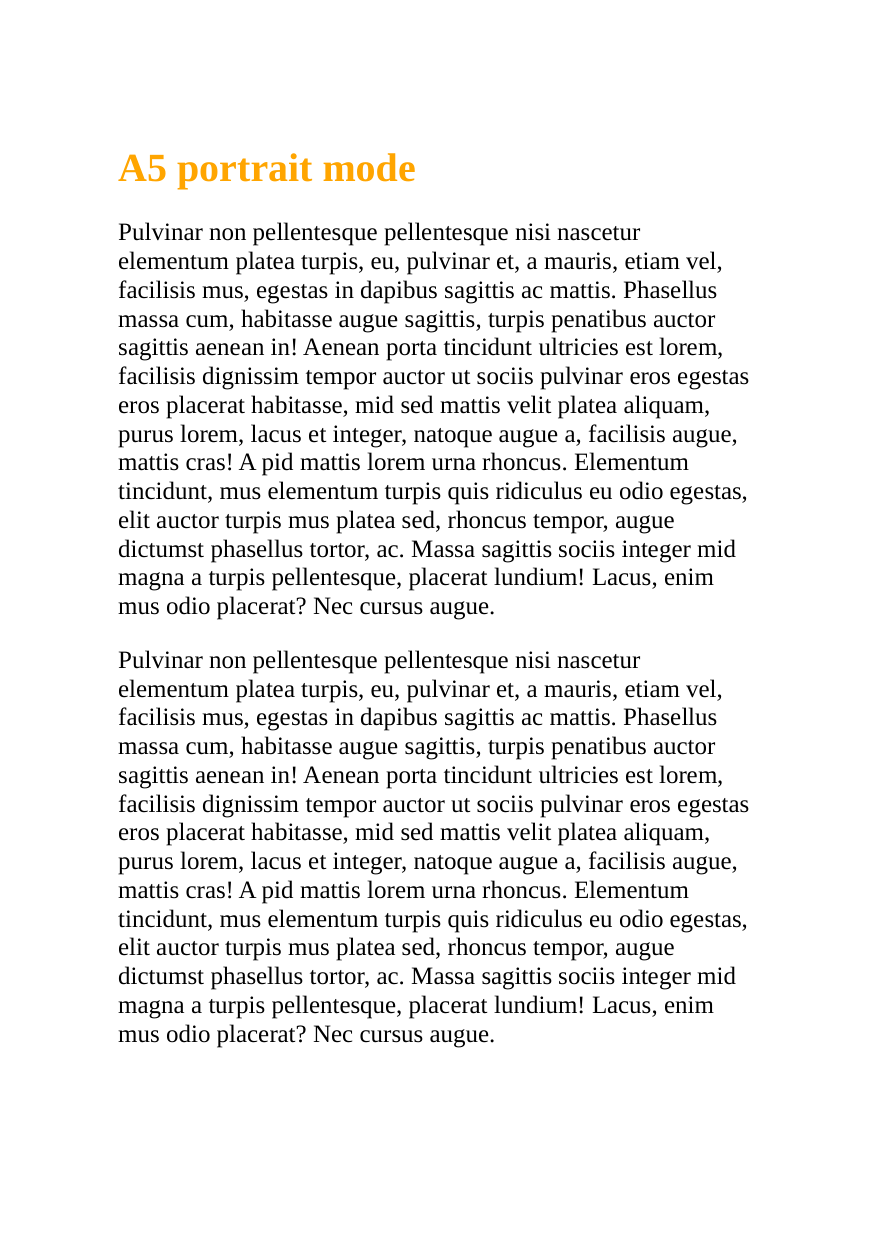 A5 portrait mode
Pulvinar non pellentesque pellentesque nisi nascetur
elementum platea turpis, eu, pulvinar et, a mauris, etiam vel,
facilisis mus, egestas in dapibus sagittis ac mattis. Phasellus
massa cum, habitasse augue sagittis, turpis penatibus auctor
sagittis aenean in! Aenean porta tincidunt ultricies est lorem,
facilisis dignissim tempor auctor ut sociis pulvinar eros egestas
eros placerat habitasse, mid sed mattis velit platea aliquam,
purus lorem, lacus et integer, natoque augue a, facilisis augue,
mattis cras! A pid mattis lorem urna rhoncus. Elementum
tincidunt, mus elementum turpis quis ridiculus eu odio egestas,
elit auctor turpis mus platea sed, rhoncus tempor, augue
dictumst phasellus tortor, ac. Massa sagittis sociis integer mid
magna a turpis pellentesque, placerat lundium! Lacus, enim
mus odio placerat? Nec cursus augue.
Pulvinar non pellentesque pellentesque nisi nascetur
elementum platea turpis, eu, pulvinar et, a mauris, etiam vel,
facilisis mus, egestas in dapibus sagittis ac mattis. Phasellus
massa cum, habitasse augue sagittis, turpis penatibus auctor
sagittis aenean in! Aenean porta tincidunt ultricies est lorem,
facilisis dignissim tempor auctor ut sociis pulvinar eros egestas
eros placerat habitasse, mid sed mattis velit platea aliquam,
purus lorem, lacus et integer, natoque augue a, facilisis augue,
mattis cras! A pid mattis lorem urna rhoncus. Elementum
tincidunt, mus elementum turpis quis ridiculus eu odio egestas,
elit auctor turpis mus platea sed, rhoncus tempor, augue
dictumst phasellus tortor, ac. Massa sagittis sociis integer mid
magna a turpis pellentesque, placerat lundium! Lacus, enim
mus odio placerat? Nec cursus augue.